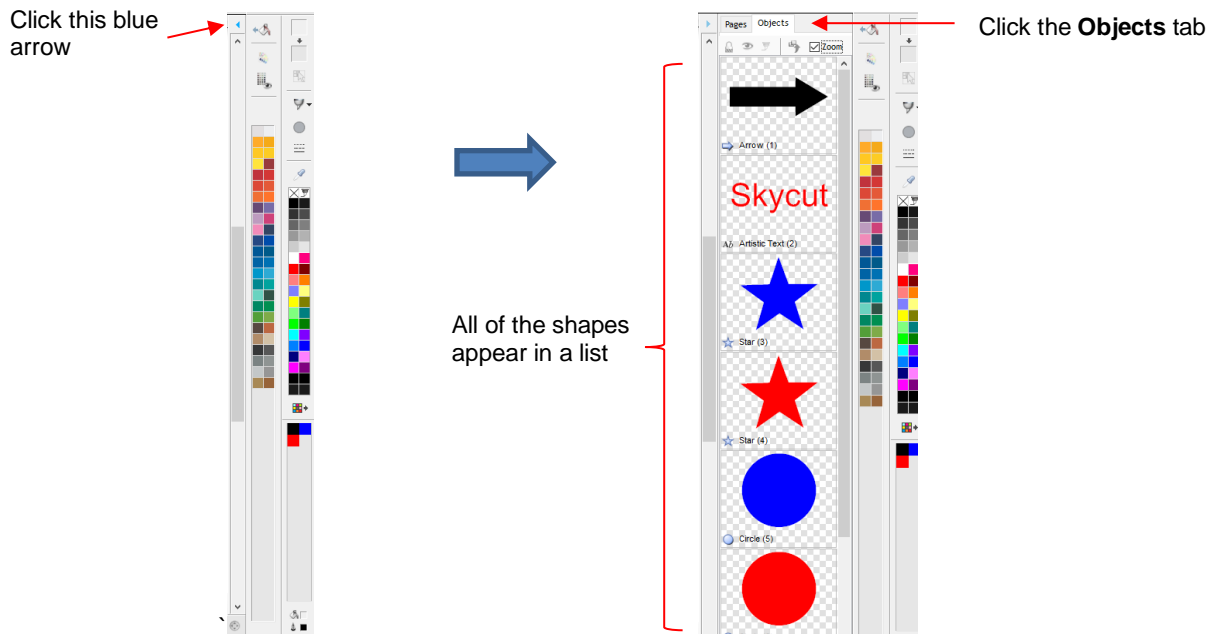 Click this blue
arrow
Pages Objects
Click the Objects tab
Zoom
Arrow (1)
Skycut
Artistic Text (2)
All of the shapes
appear in a list
Star (3)
Star (4)
Circle (5)